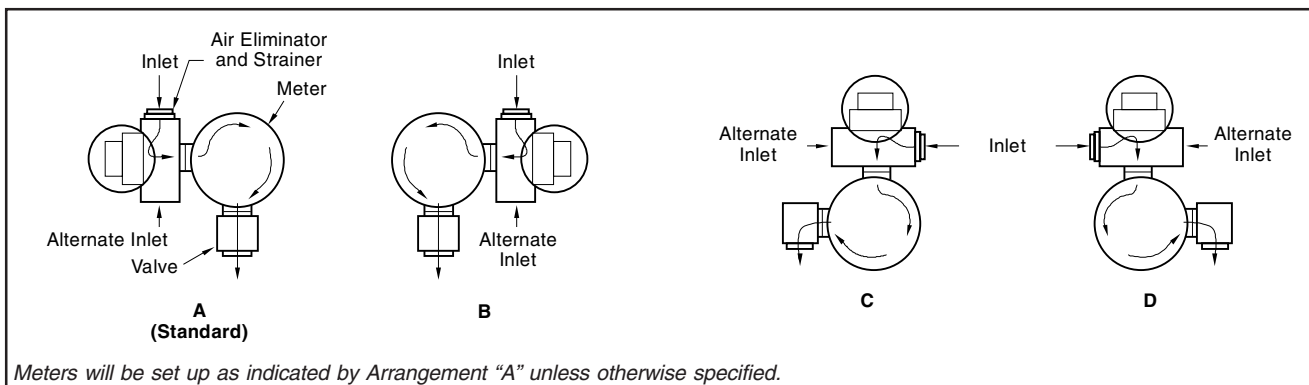 Air Eliminator
and Strainer
Inlet
Meter
Alternate Inlet
Valve
A
(Standard)
Inlet
Alternate
Inlet
B
Alternate
Inlet
C
Inlet
Alternate
Inlet
D
Meters will be set up as indicated by Arrangement “A” unless otherwise specified.